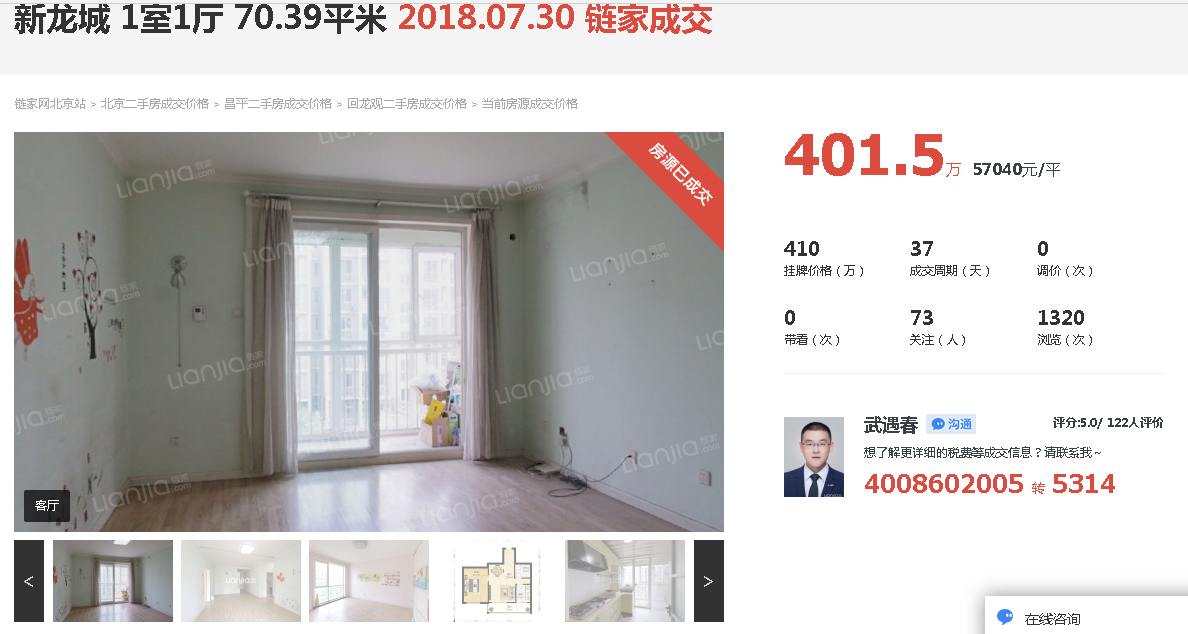 新龙城 1室1厅 70.39平米 2018.07.30 链家成交
链家网北京站 > 北京二手房成交价格 > 昌平二手房成交价格 > 回龙观二手房成交价格 > 当前房源成交价格
房源已成交
Lianjia.com 链家
客厅
<
>
401.5万 57040元/平
410 37 0
挂牌价格（万） 成交周期（天） 调价（次）
0 73 1320
带看（次） 关注（人） 浏览（次）
武遇春 沟通 评分:5.0/ 122人评价
想了解更详细的税费等成交信息？请联系我~
4008602005 转 5314
在线咨询